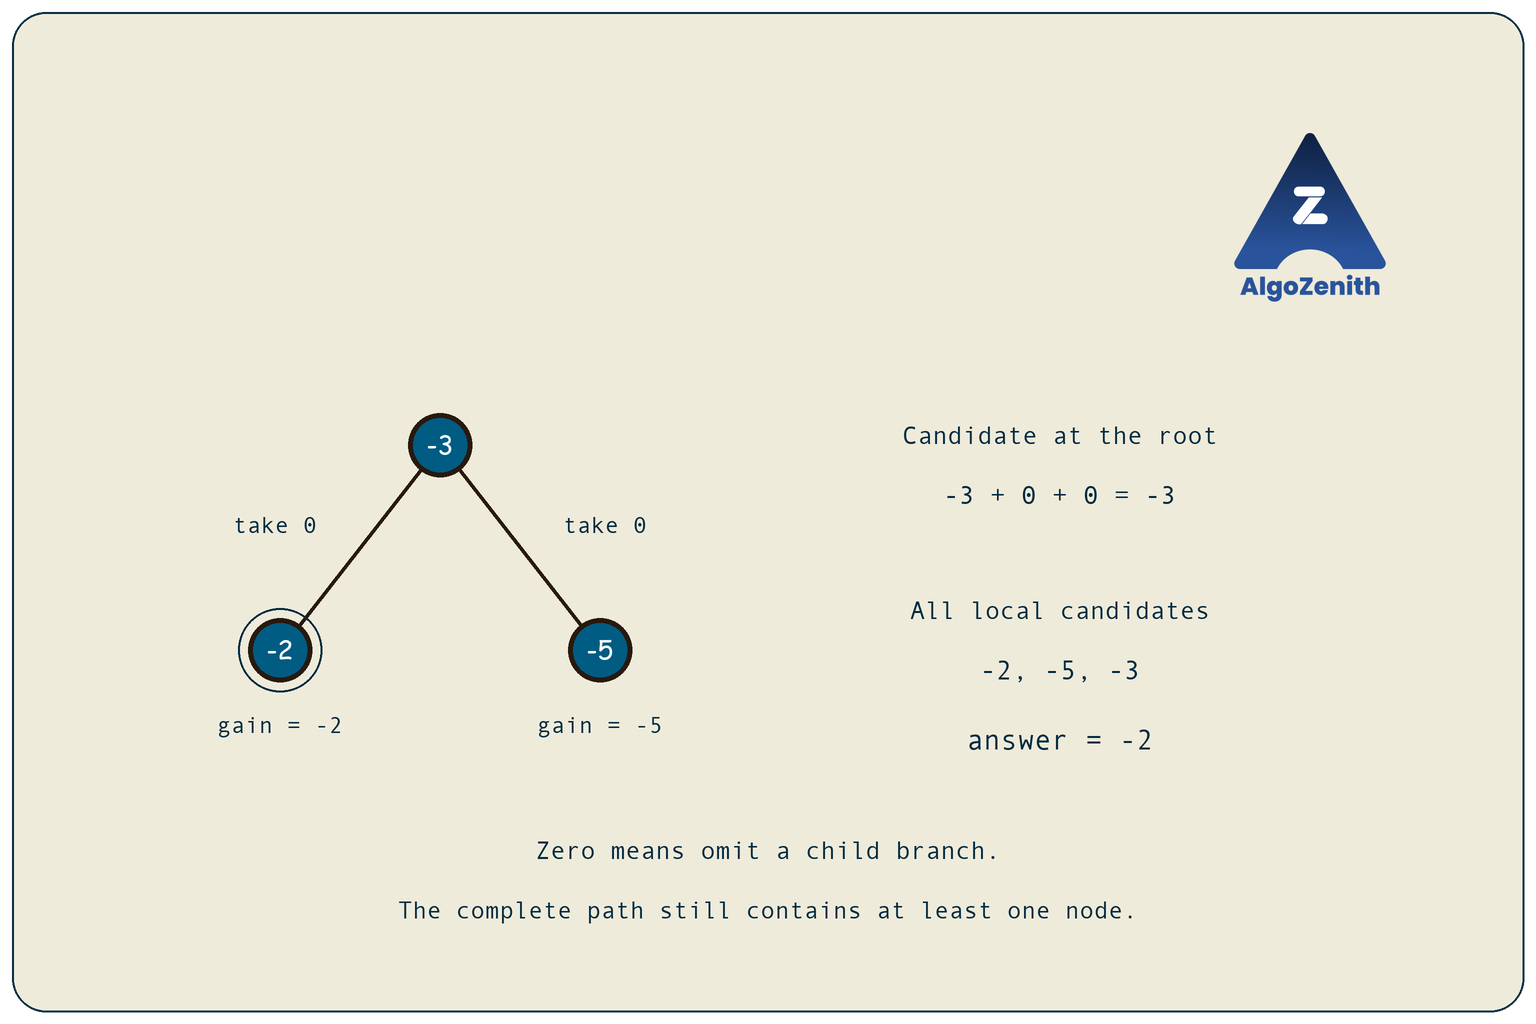 Z
AlgoZenith
-3
take 0
take 0
-2
-5
gain = -2
gain = -5
Candidate at the root
-3 + 0 + 0 = -3
All local candidates
-2, -5, -3
answer = -2
Zero means omit a child branch.
The complete path still contains at least one node.